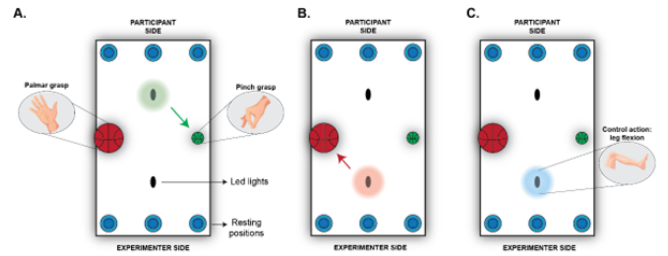 A.
PARTICIPANT
SIDE
Palmar grasp
Pinch grasp
Led lights
Resting
positions
EXPERIMENTER SIDE
B.
PARTICIPANT
SIDE
EXPERIMENTER SIDE
C.
PARTICIPANT
SIDE
Control action:
leg flexion
EXPERIMENTER SIDE